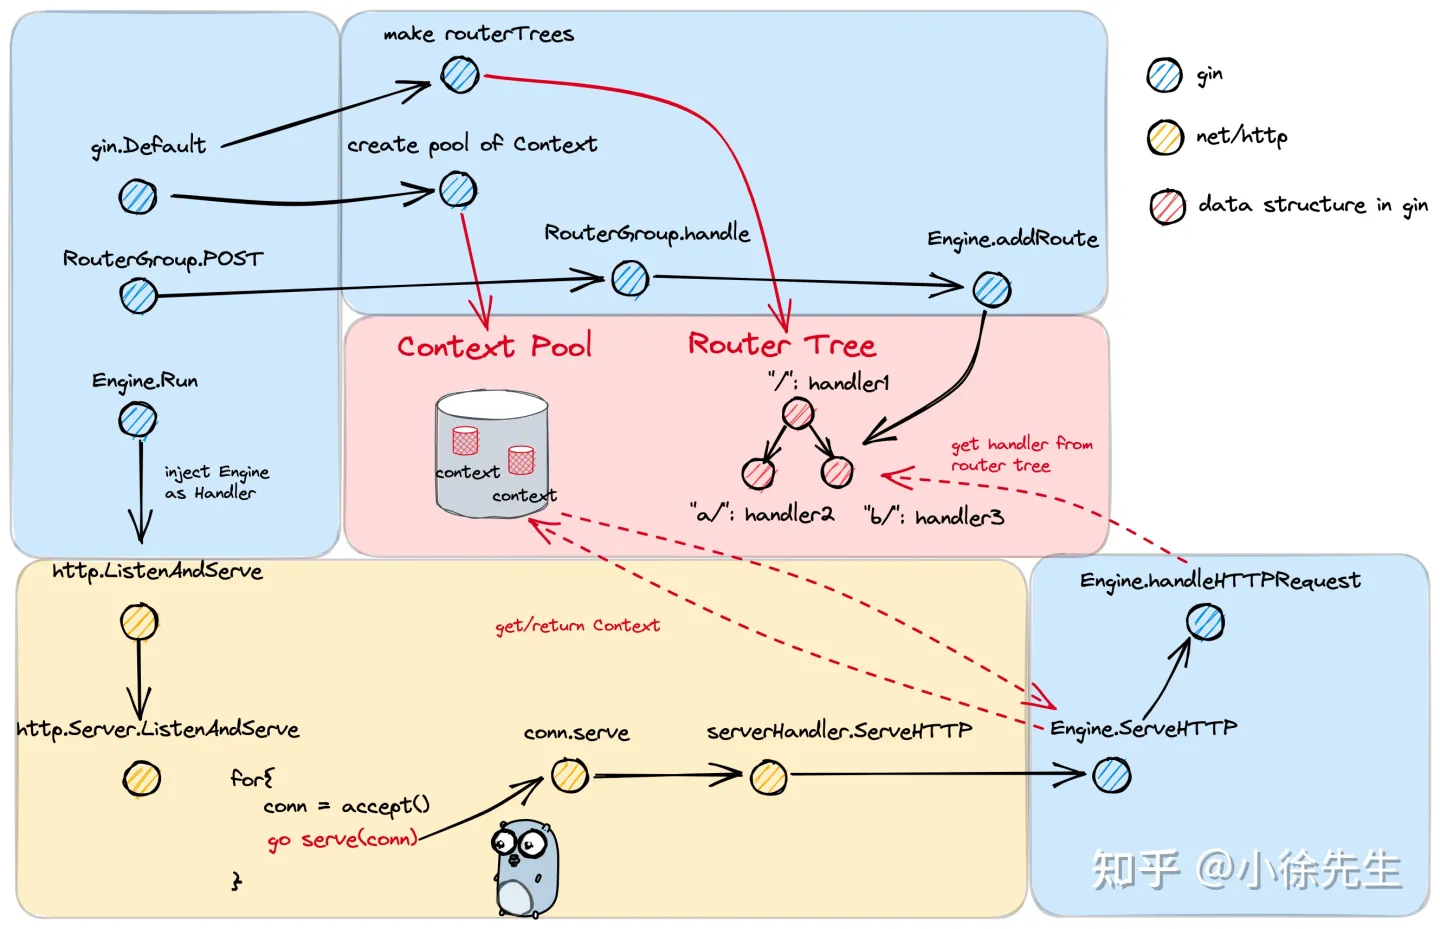 make routerTrees
gin
gin.Default
create pool of Context
net/http
data structure in gin
RouterGroup.POST
RouterGroup.handle
Engine.addRoute
Context Pool
Router Tree
Engine.Run
"/": handler1
inject Engine
as Handler
context
context
get handler from
router tree
"a/": handler2
"b/": handler3
http.ListenAndServe
Engine.handleHTTPRequest
get/return Context
http.Server.ListenAndServe
conn.serve
serverHandler.ServeHTTP
Engine.ServeHTTP
for{
conn = accept()
go serve(conn)
}
知乎 @小徐先生